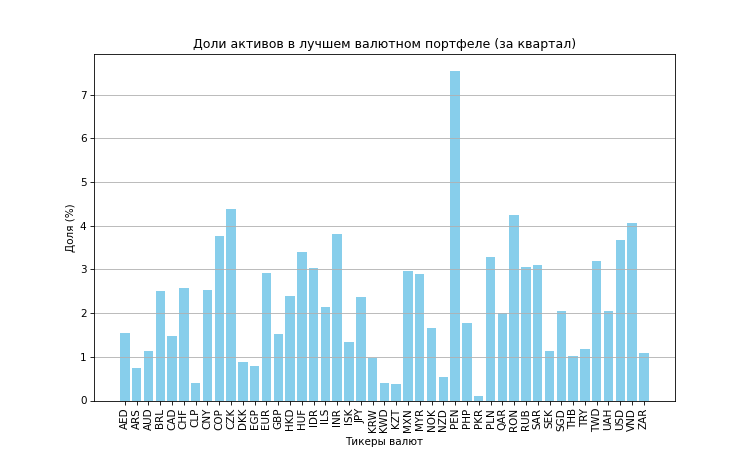 Доли активов в лучшем валютном портфеле (за квартал)
Доля (%)
7
6
5
4
3
2
1
0
AED ARS AUD BRL CAD CHF CLP CNY COP CZK DKK EGP EUR GBP HKD HUF IDR ILS INR ISK JPY KRW KWD KZT MXN MYR NOK NZD PEN PHP PKR PLN QAR RON RUB SAR SEK SGD THB TRY TWD UAH USD VND ZAR
Тикеры валют